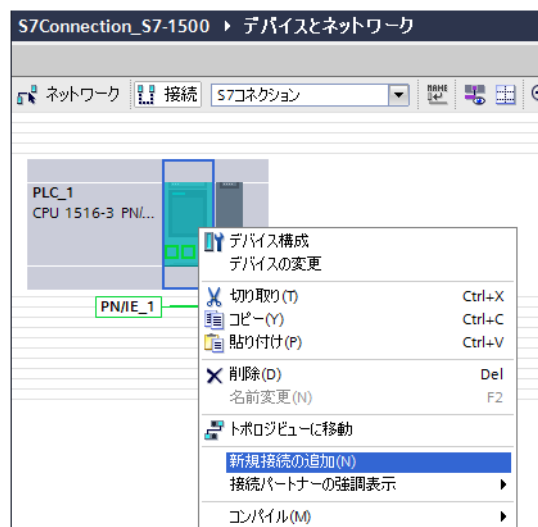 S7Connection_S7-1500 ▸ デバイスとネットワーク
ネットワーク 接続 S7コネクション NAME
PLC_1
CPU 1516-3 PN/...
デバイス構成
デバイスの変更
PN/IE_1
切り取り(T) Ctrl+X
コピー(Y) Ctrl+C
貼り付け(P) Ctrl+V
削除(D) Del
名前変更(N) F2
トポロジビューに移動
新規接続の追加(N)
接続パートナーの強調表示
コンパイル(M)